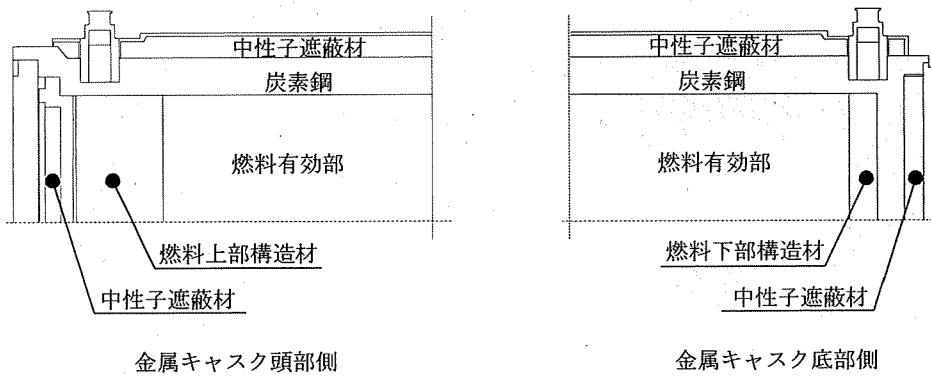 中性子遮蔽材
炭素鋼
燃料有効部
燃料上部構造材
中性子遮蔽材
金属キャスク頭部側
中性子遮蔽材
炭素鋼
燃料有効部
燃料下部構造材
中性子遮蔽材
金属キャスク底部側